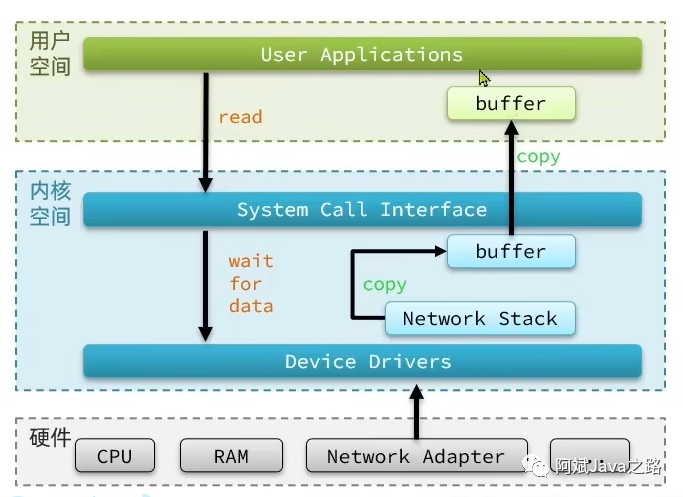 用户
空间
User Applications
buffer
read
copy
内核
空间
System Call Interface
wait
for
data
buffer
copy
Network Stack
Device Drivers
硬件
CPU
RAM
Network Adapter
...
阿斌Java之路